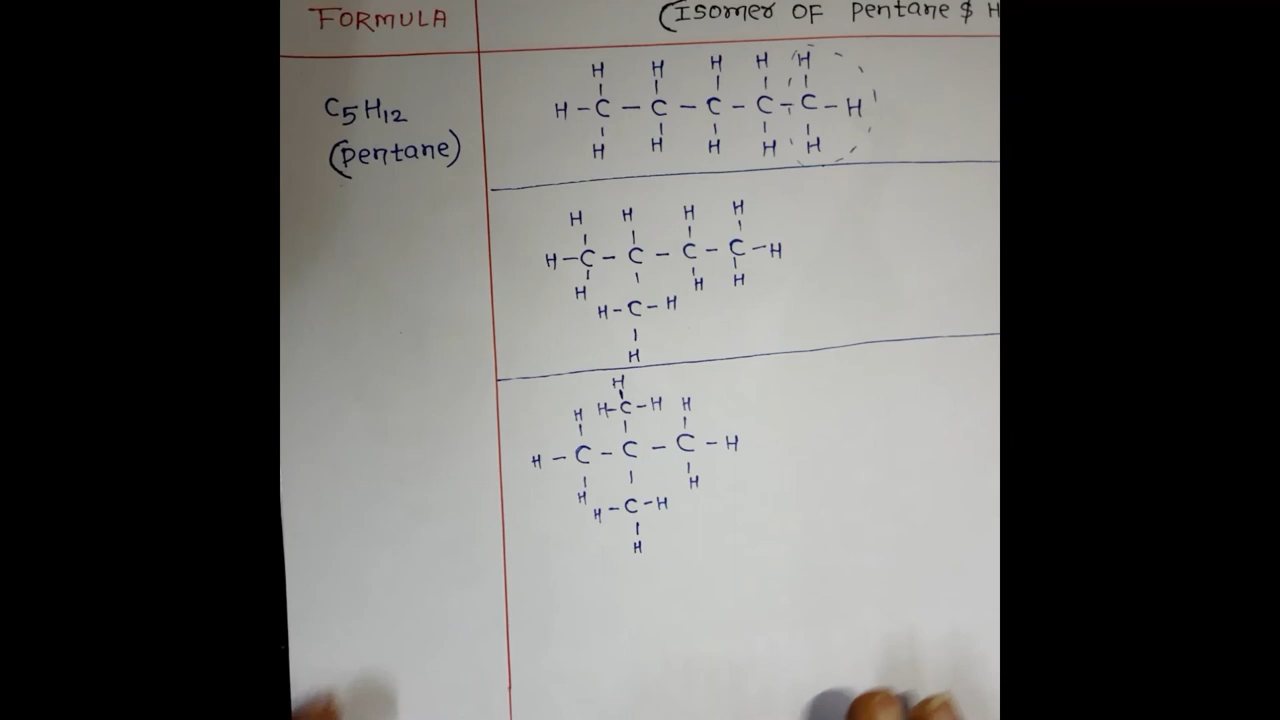 FORMULA
(Isomer OF Pentane $ H
C5H12
(Pentane)
H H H H H
H-C-C-C-C-C-H
H H H H H
H H H H
H-C-C-C-C-H
H H H
H-C-H
H
H
H H-C-H H
H-C-C-C-H
H H
H-C-H
H